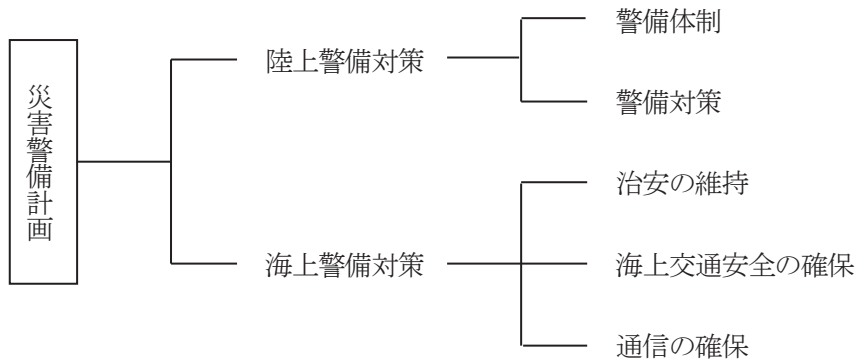 災害警備計画
陸上警備対策
警備体制
警備対策
海上警備対策
治安の維持
海上交通安全の確保
通信の確保